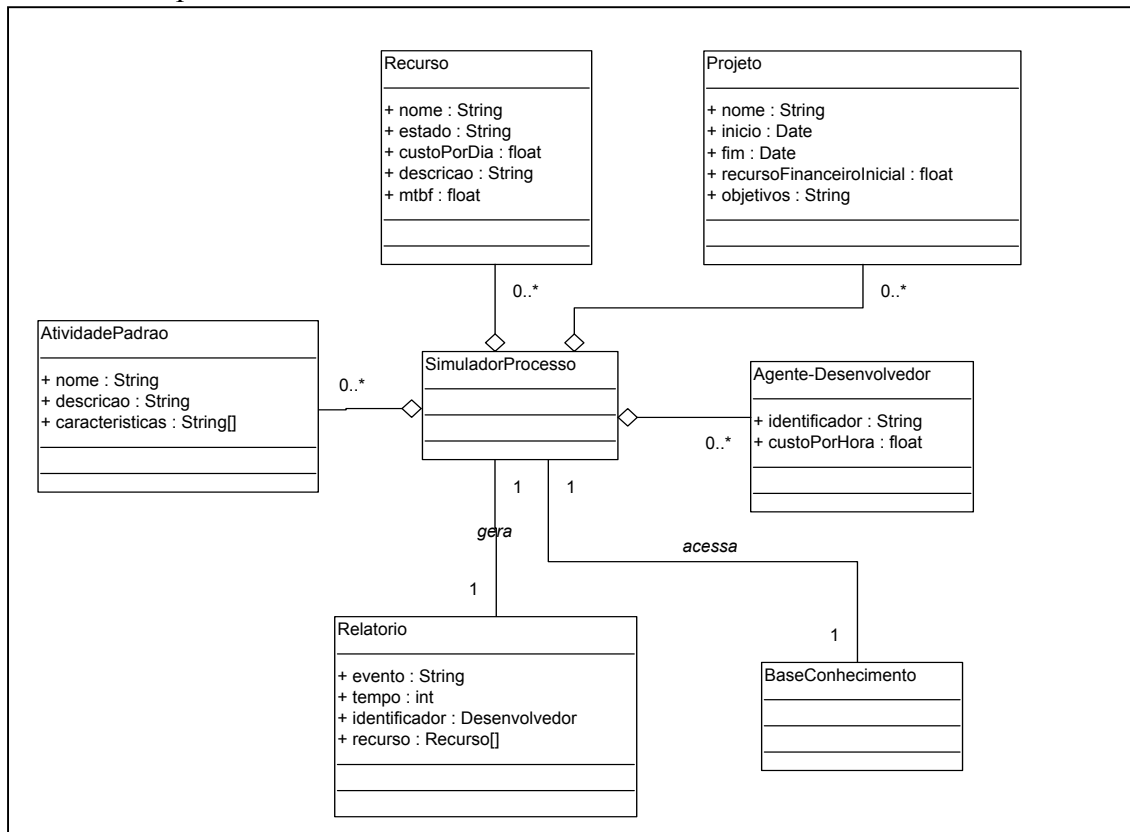 Recurso
+ nome : String
+ estado : String
+ custoPorDia : float
+ descricao : String
+ mtbf : float
Projeto
+ nome : String
+ inicio : Date
+ fim : Date
+ recursoFinanceiroInicial : float
+ objetivos : String
0..*
0..*
AtividadePadrao
+ nome : String
+ descricao : String
+ caracteristicas : String[]
0..*
SimuladorProcesso
Agente-Desenvolvedor
+ identificador : String
+ custoPorHora : float
0..*
1
1
gera
acessa
1
1
Relatorio
+ evento : String
+ tempo : int
+ identificador : Desenvolvedor
+ recurso : Recurso[]
BaseConhecimento